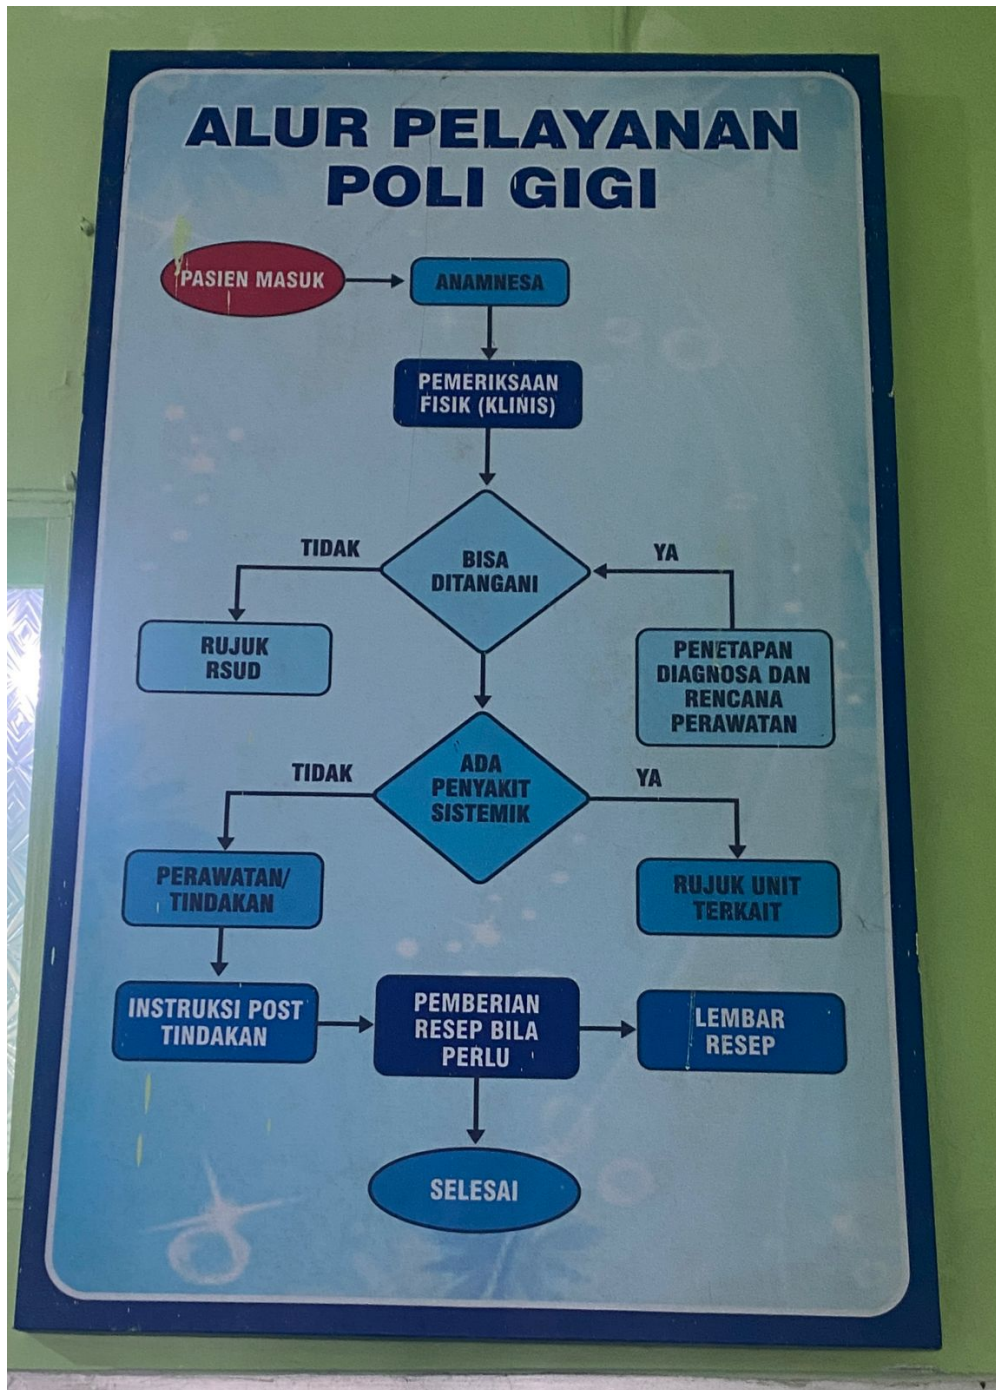 ALUR PELAYANAN
POLI GIGI
PASIEN MASUK
ANAMNESA
PEMERIKSAAN
FISIK (KLINIS)
BISA
DITANGANI
TIDAK
YA
RUJUK
RSUD
PENETAPAN
DIAGNOSA DAN
RENCANA
PERAWATAN
ADA
PENYAKIT
SISTEMIK
TIDAK
YA
PERAWATAN/
TINDAKAN
RUJUK UNIT
TERKAIT
INSTRUKSI POST
TINDAKAN
PEMBERIAN
RESEP BILA
PERLU
LEMBAR
RESEP
SELESAI